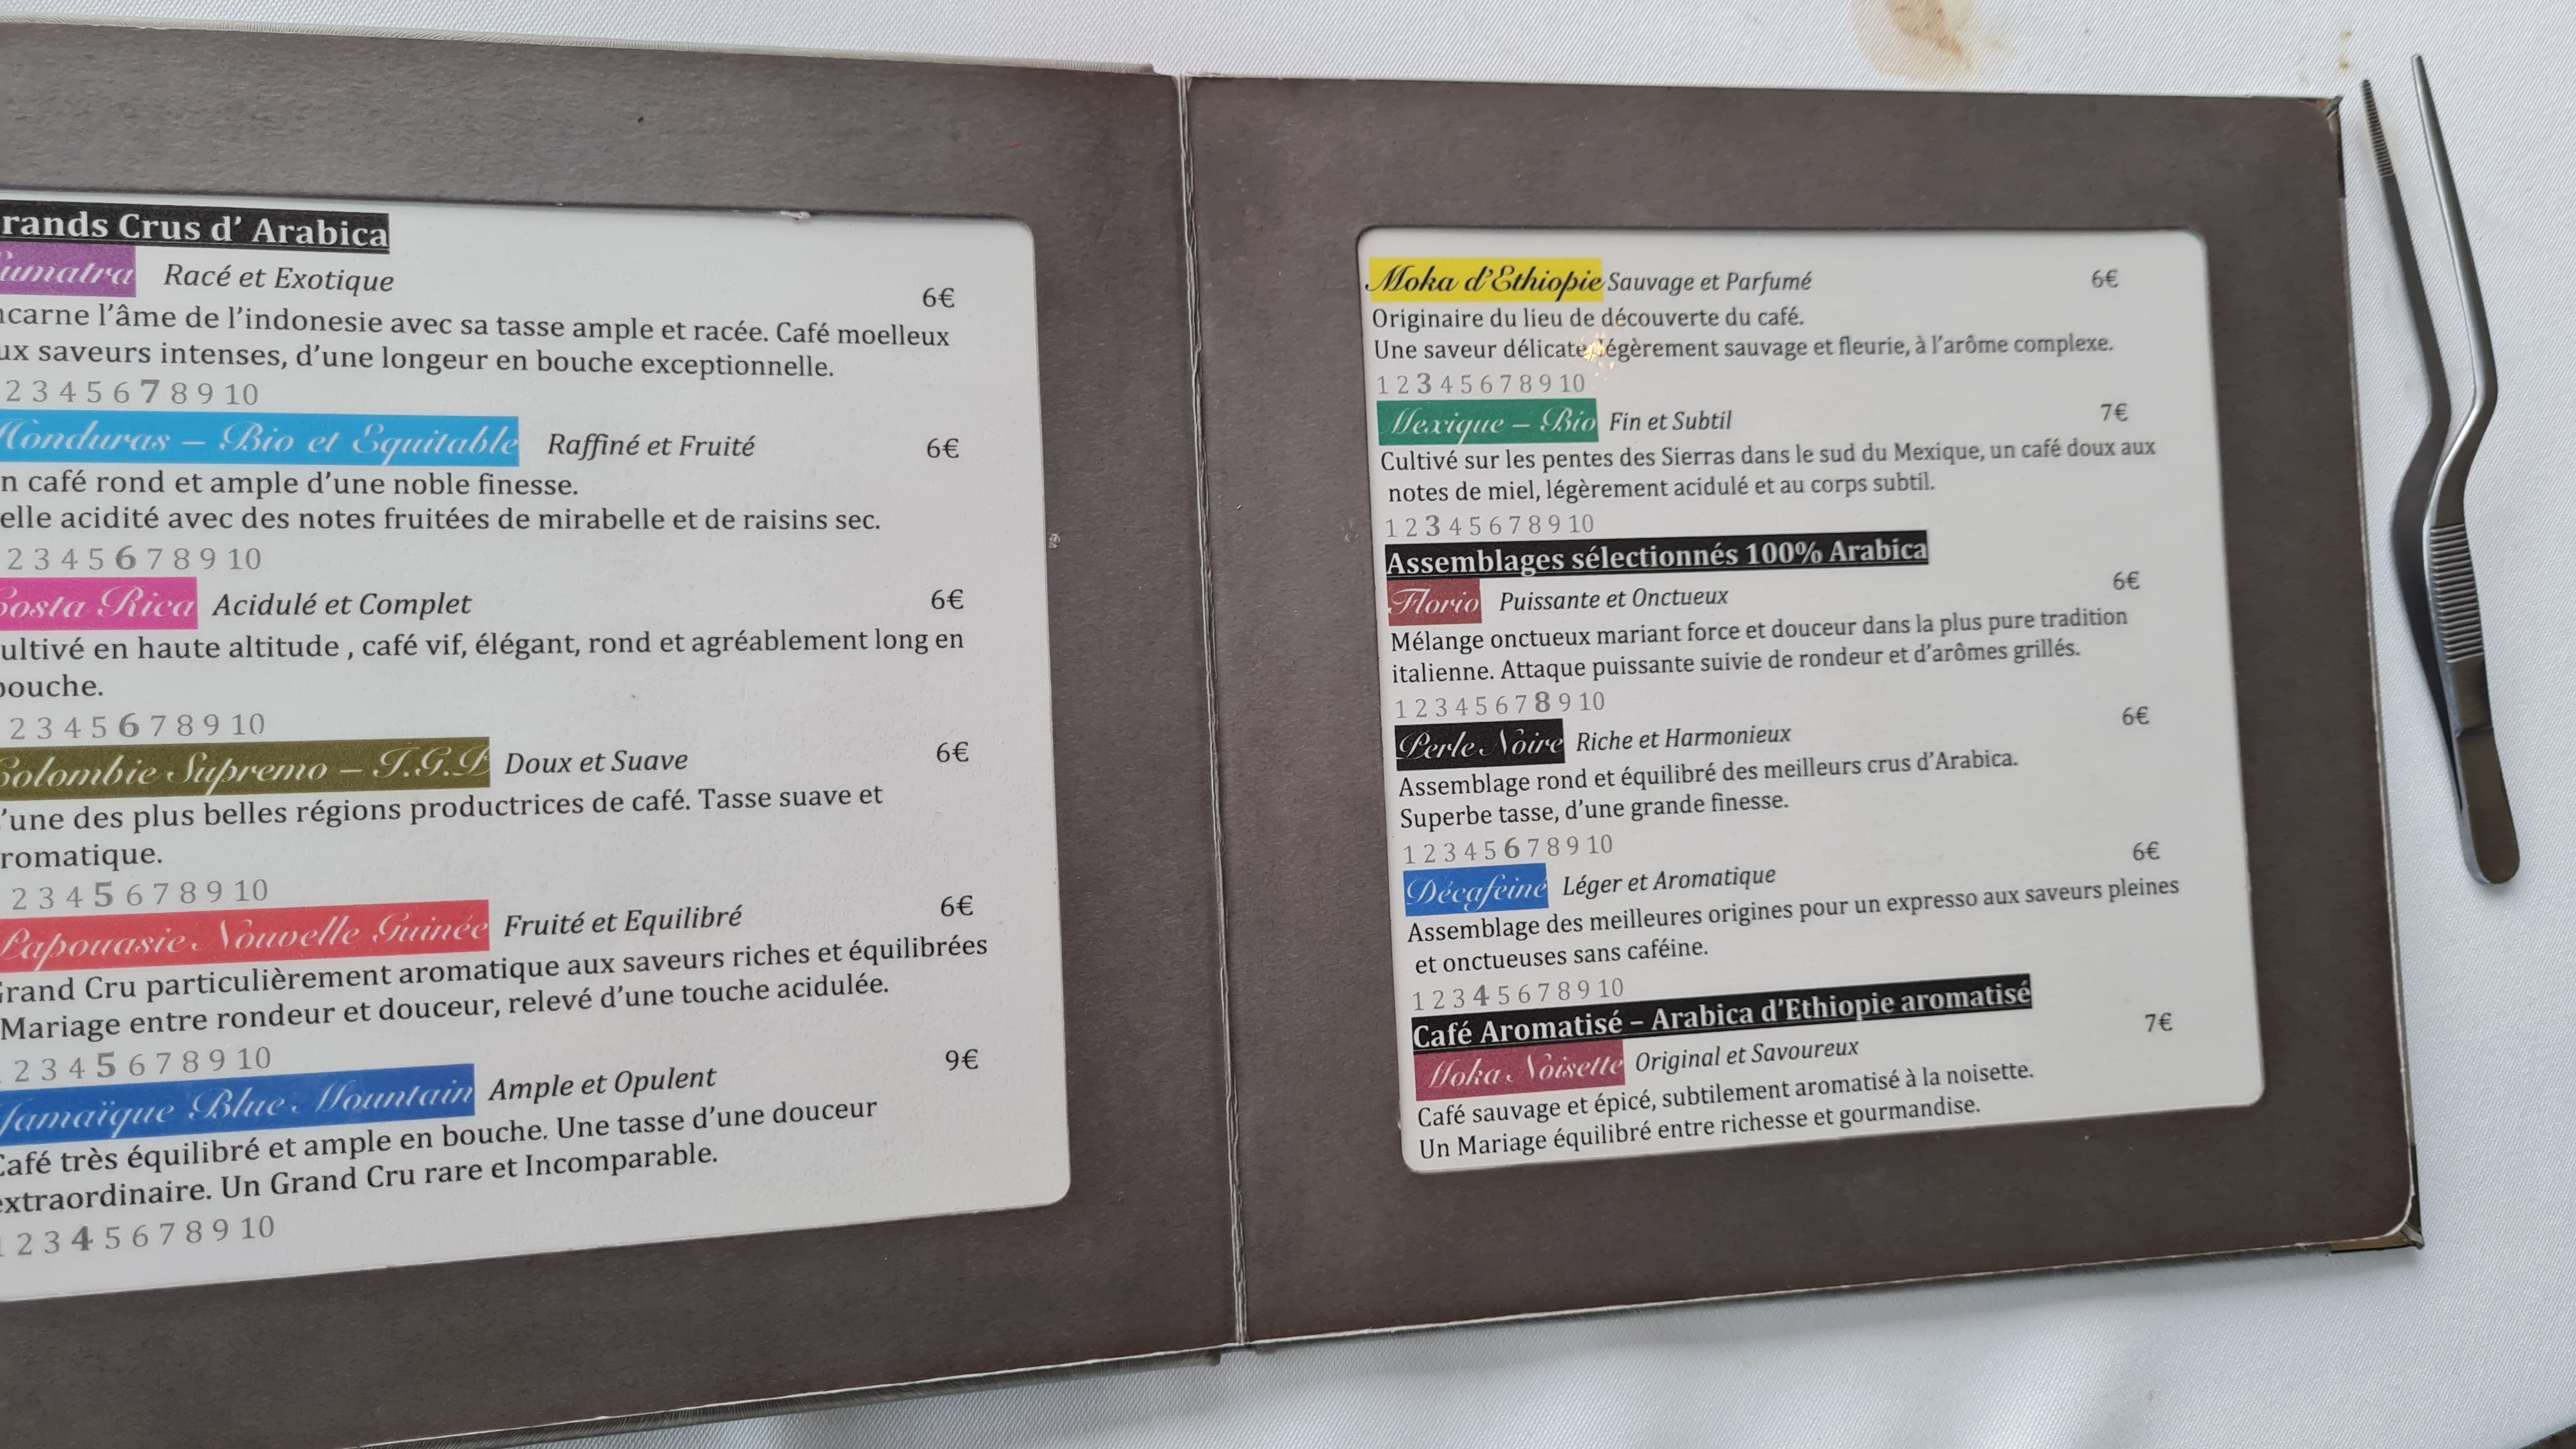 rands Crus d' Arabica
umatra Racé et Exotique 6€
ncarne l'âme de l'indonesie avec sa tasse ample et racée. Café moelleux
ux saveurs intenses, d'une longeur en bouche exceptionnelle.
2 3 4 5 6 7 8 9 10
Honduras – Bio et Equitable Raffiné et Fruité 6€
n café rond et ample d'une noble finesse.
elle acidité avec des notes fruitées de mirabelle et de raisins sec.
2 3 4 5 6 7 8 9 10
Costa Rica Acidulé et Complet 6€
ultivé en haute altitude , café vif, élégant, rond et agréablement long en
bouche.
2 3 4 5 6 7 8 9 10
Colombie Supremo – I.G.P Doux et Suave 6€
'une des plus belles régions productrices de café. Tasse suave et
romatique.
2 3 4 5 6 7 8 9 10
Papouasie Nouvelle Guinée Fruité et Equilibré 6€
Grand Cru particulièrement aromatique aux saveurs riches et équilibrées
Mariage entre rondeur et douceur, relevé d'une touche acidulée.
2 3 4 5 6 7 8 9 10
Jamaïque Blue Mountain Ample et Opulent 9€
Café très équilibré et ample en bouche. Une tasse d'une douceur
extraordinaire. Un Grand Cru rare et Incomparable.
1 2 3 4 5 6 7 8 9 10
Moka d'Ethiopie Sauvage et Parfumé 6€
Originaire du lieu de découverte du café.
Une saveur délicate, légèrement sauvage et fleurie, à l'arôme complexe.
1 2 3 4 5 6 7 8 9 10
Mexique – Bio Fin et Subtil 7€
Cultivé sur les pentes des Sierras dans le sud du Mexique, un café doux aux
notes de miel, légèrement acidulé et au corps subtil.
1 2 3 4 5 6 7 8 9 10
Assemblages sélectionnés 100% Arabica
Florio Puissante et Onctueux 6€
Mélange onctueux mariant force et douceur dans la plus pure tradition
italienne. Attaque puissante suivie de rondeur et d'arômes grillés.
1 2 3 4 5 6 7 8 9 10
Perle Noire Riche et Harmonieux 6€
Assemblage rond et équilibré des meilleurs crus d'Arabica.
Superbe tasse, d'une grande finesse.
1 2 3 4 5 6 7 8 9 10
Décafeiné Léger et Aromatique 6€
Assemblage des meilleures origines pour un expresso aux saveurs pleines
et onctueuses sans caféine.
1 2 3 4 5 6 7 8 9 10
Café Aromatisé – Arabica d'Ethiopie aromatisé
Moka Noisette Original et Savoureux 7€
Café sauvage et épicé, subtilement aromatisé à la noisette.
Un Mariage équilibré entre richesse et gourmandise.